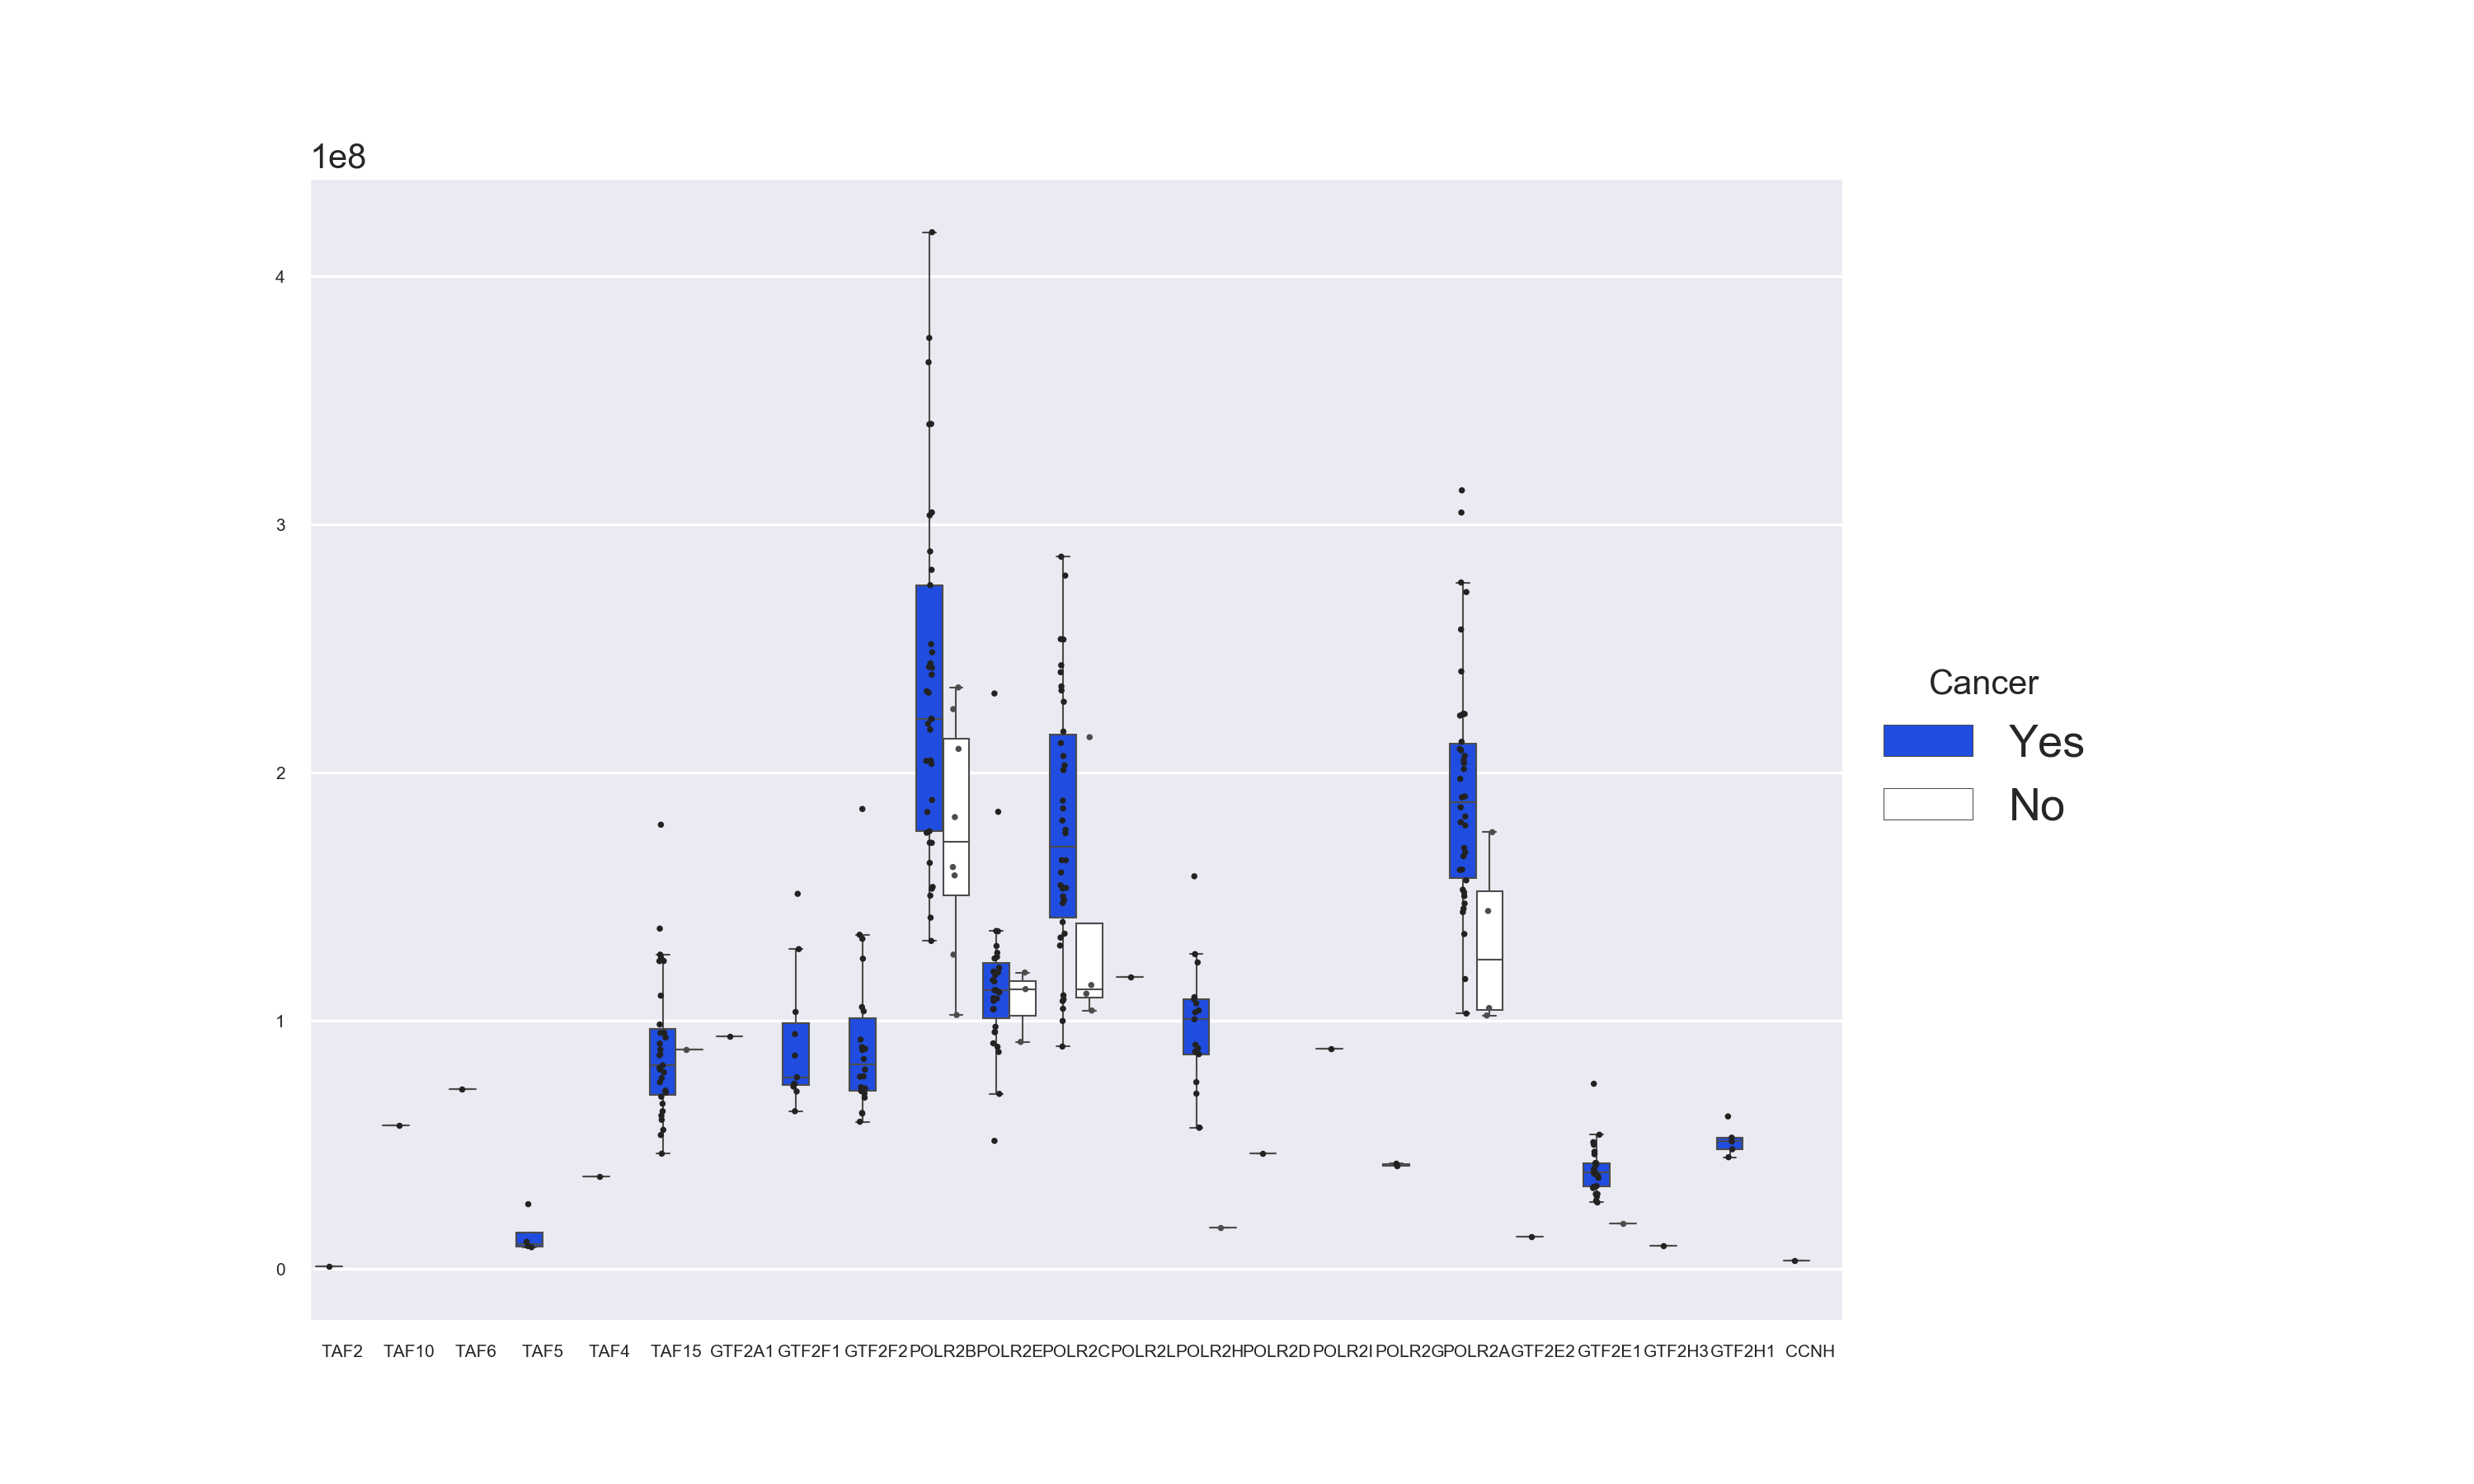 1e8
4
3
2
1
0
TAF2 TAF10 TAF6 TAF5 TAF4 TAF15 GTF2A1 GTF2F1 GTF2F2 POLR2B POLR2E POLR2C POLR2L POLR2H POLR2D POLR2I POLR2G POLR2A GTF2E2 GTF2E1 GTF2H3 GTF2H1 CCNH
Cancer
Yes
No